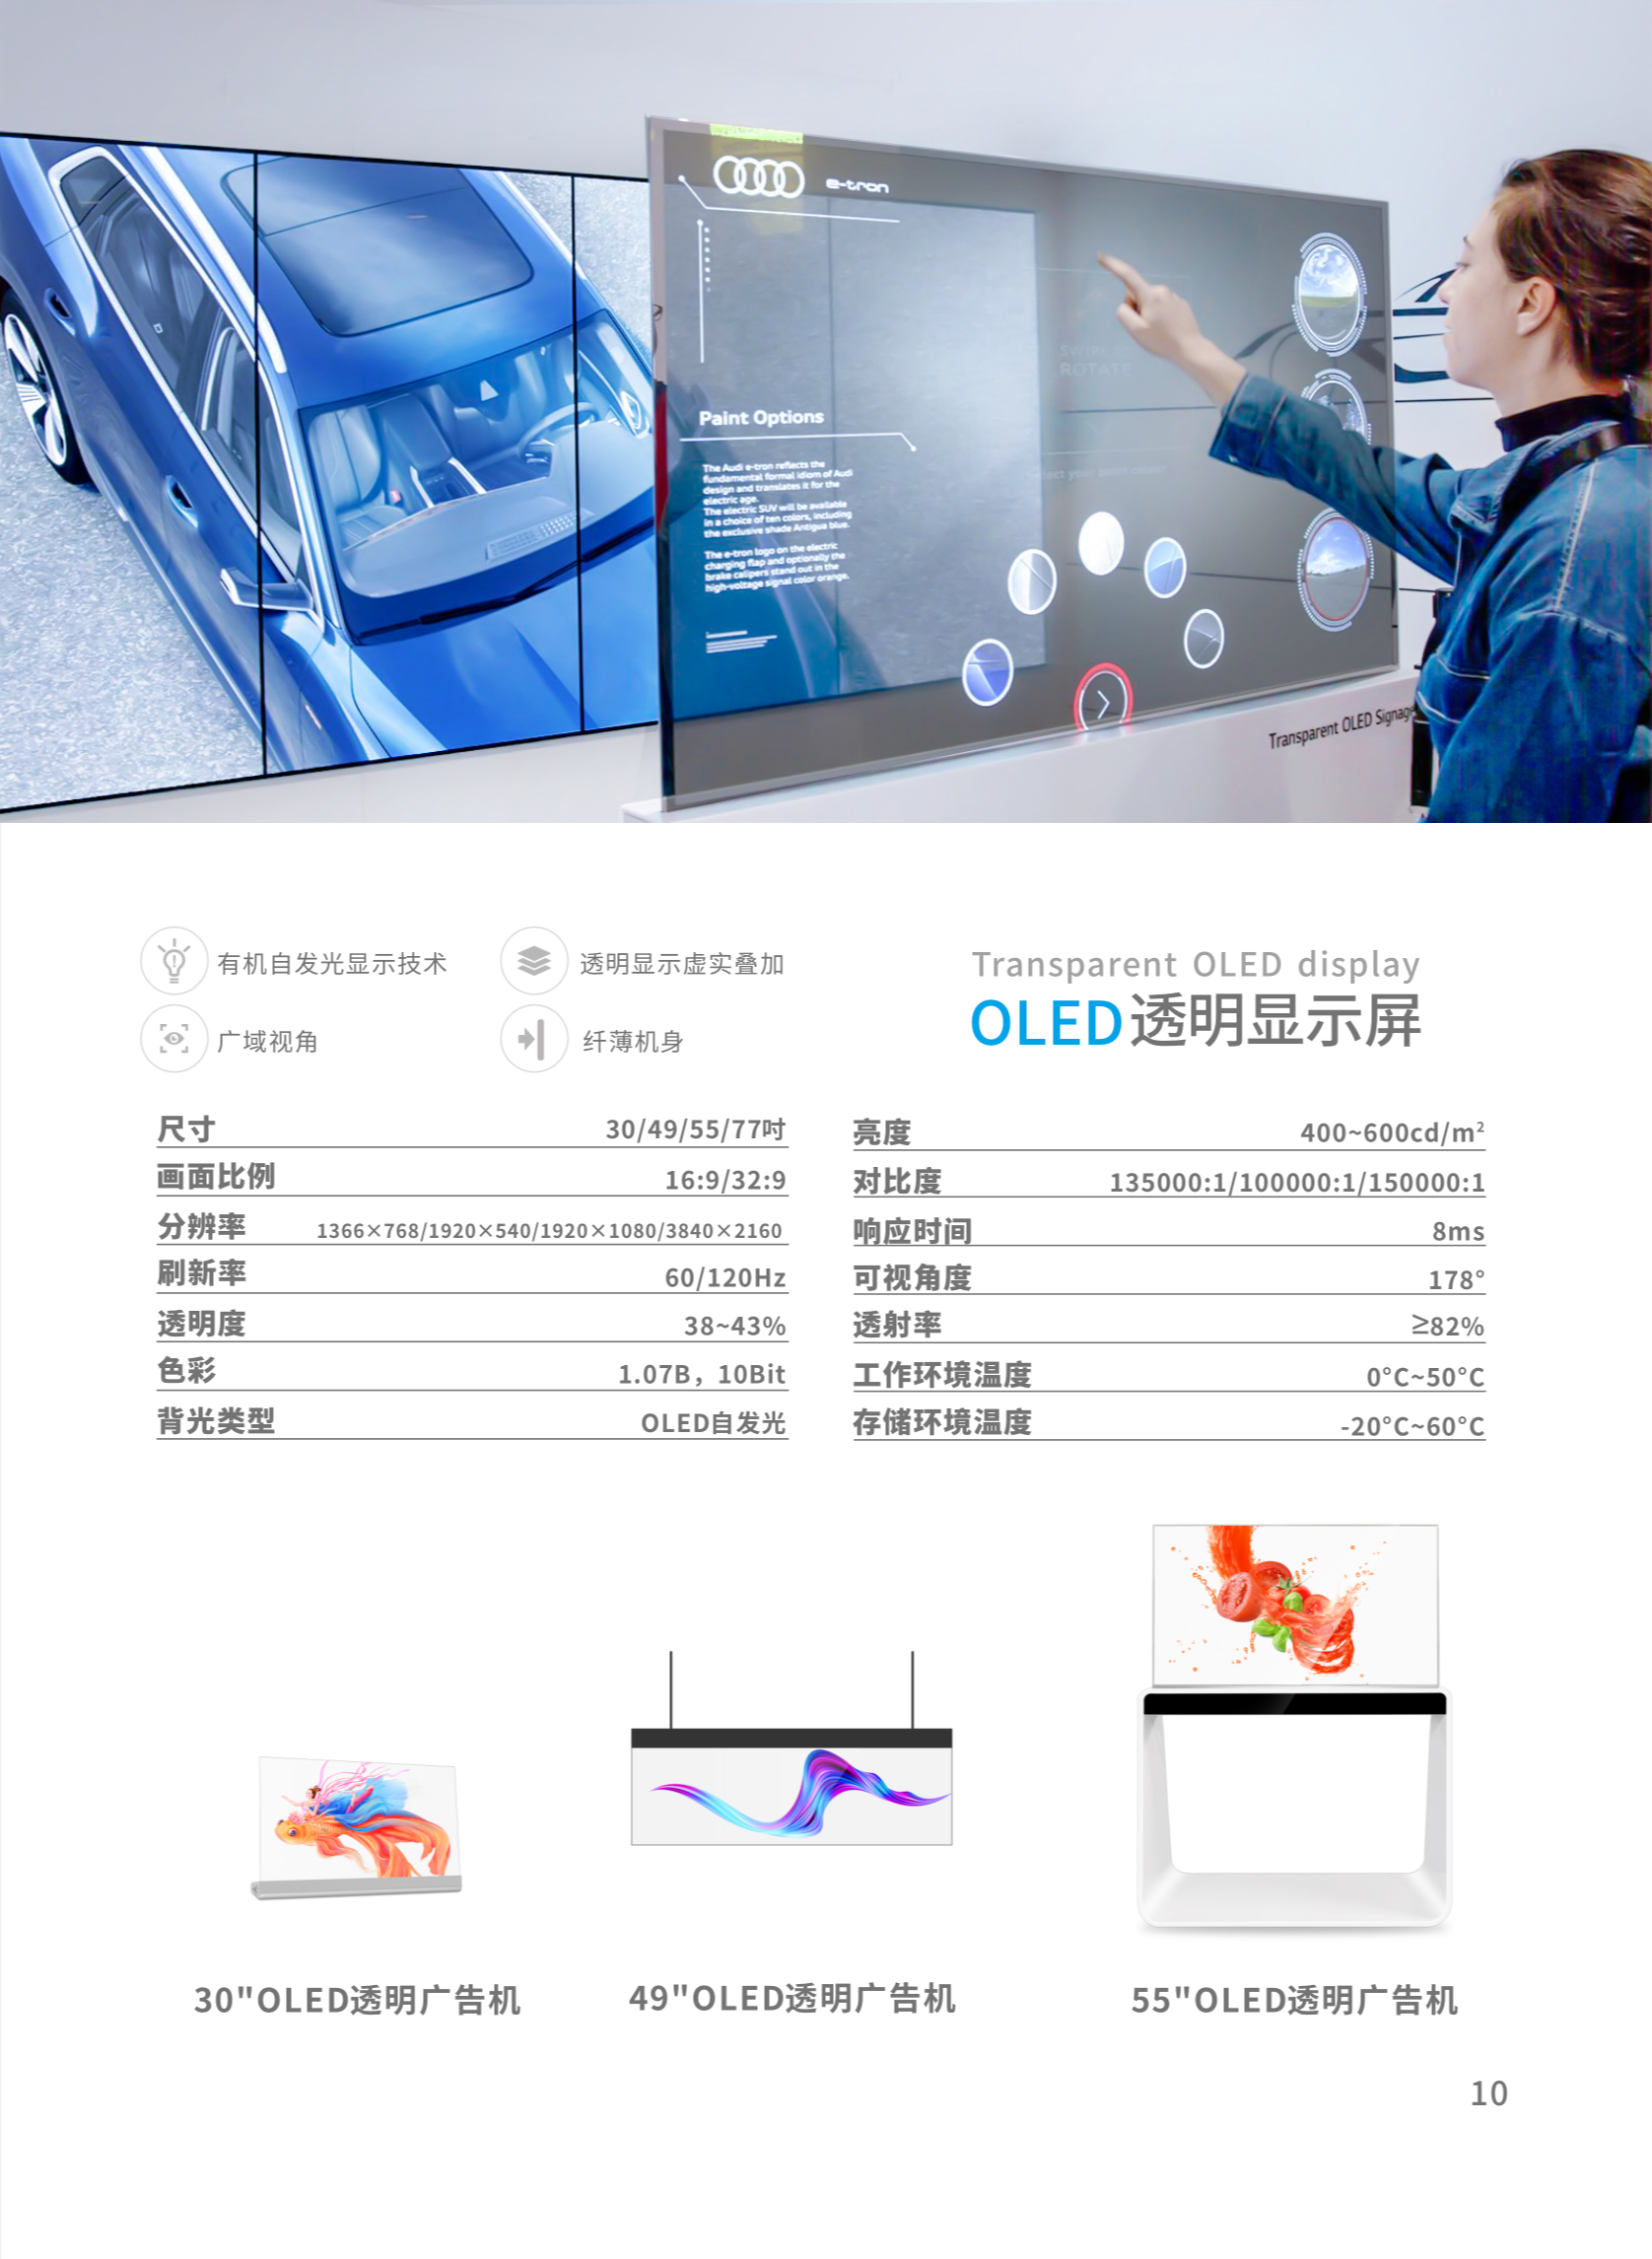 e-tron
SWIPE
ROTATE
Paint Options
The Audi e-tron reflects the
fundamental formal idiom of Audi
design and translates it for the
electric age.
The electric SUV will be available
in a choice of ten colors, including
the exclusive shade Antigua blue.
The e-tron logo on the electric
charging flap and optionally the
brake calipers stand out in the
high-voltage signal color orange.
Transparent OLED Signage
有机自发光显示技术
透明显示虚实叠加
广域视角
纤薄机身
Transparent OLED display
OLED透明显示屏
尺寸 30/49/55/77吋
画面比例 16:9/32:9
分辨率 1366×768/1920×540/1920×1080/3840×2160
刷新率 60/120Hz
透明度 38~43%
色彩 1.07B，10Bit
背光类型 OLED自发光
亮度 400~600cd/m²
对比度 135000:1/100000:1/150000:1
响应时间 8ms
可视角度 178°
透射率 ≥82%
工作环境温度 0°C~50°C
存储环境温度 -20°C~60°C
30"OLED透明广告机
49"OLED透明广告机
55"OLED透明广告机
10